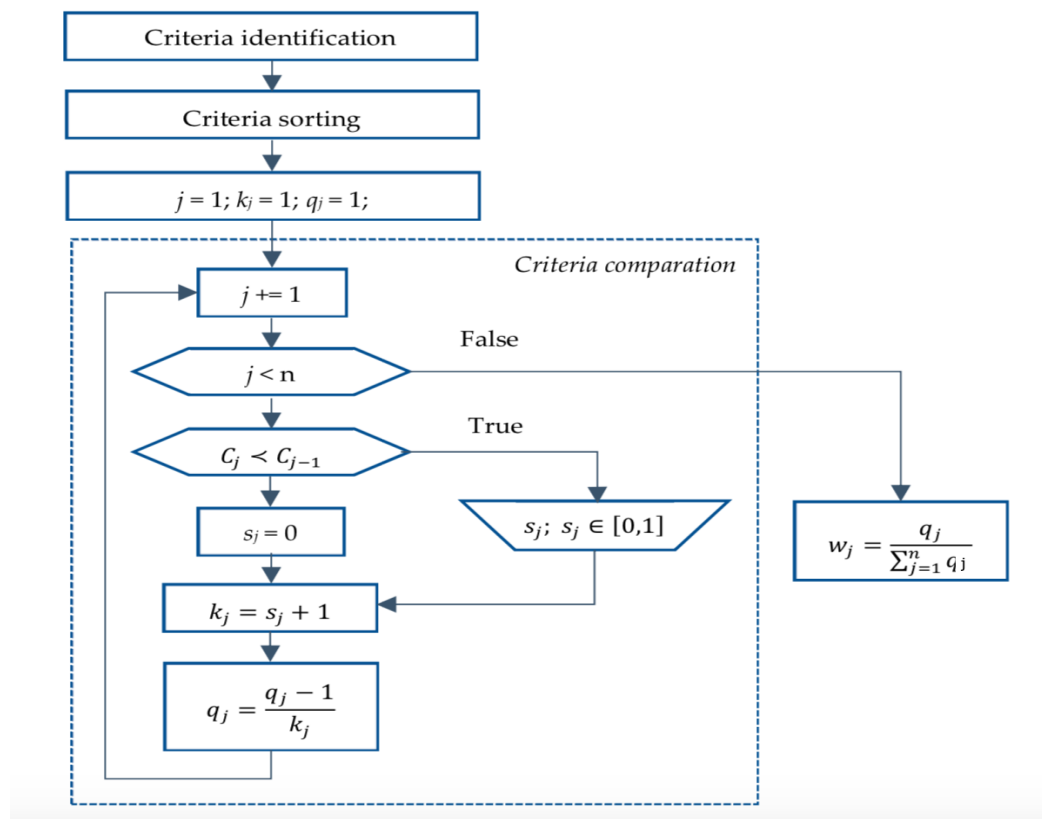 Criteria identification
Criteria sorting
j = 1; kⱼ = 1; qⱼ = 1;
Criteria comparation
j += 1
False
j < n
True
Cⱼ ≺ Cⱼ₋₁
sⱼ = 0
sⱼ; sⱼ ∈ [0,1]
wⱼ = qⱼ / ∑ⁿⱼ₌₁ qj
kⱼ = sⱼ + 1
qⱼ = (qⱼ − 1) / kⱼ